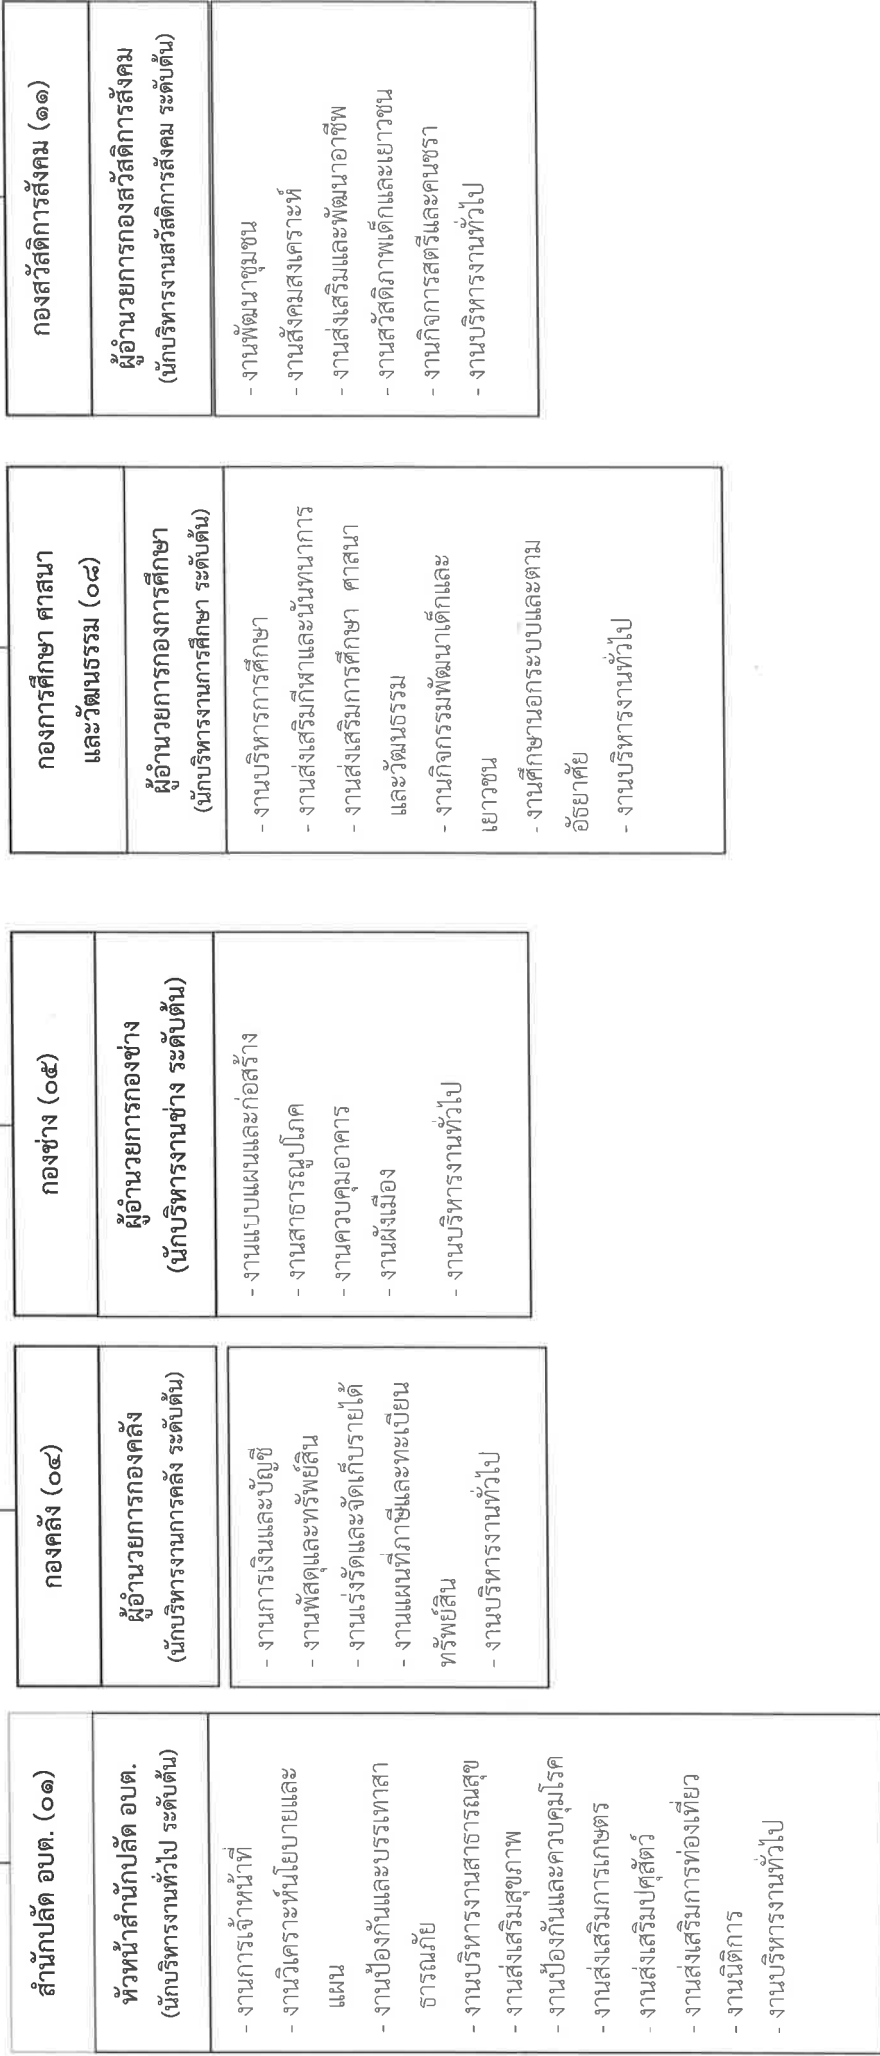 สำนักปลัด อบต. (๐๑)
หัวหน้าสำนักปลัด อบต.
(นักบริหารงานทั่วไป ระดับต้น)
- งานการเจ้าหน้าที่
- งานวิเคราะห์นโยบายและ
แผน
- งานป้องกันและบรรเทาสา
ธารณภัย
- งานบริหารงานสาธารณสุข
- งานส่งเสริมสุขภาพ
- งานป้องกันและควบคุมโรค
- งานส่งเสริมการเกษตร
- งานส่งเสริมปศุสัตว์
- งานส่งเสริมการท่องเที่ยว
- งานนิติการ
- งานบริหารงานทั่วไป
กองคลัง (๐๔)
ผู้อำนวยการกองคลัง
(นักบริหารงานการคลัง ระดับต้น)
- งานการเงินและบัญชี
- งานพัสดุและทรัพย์สิน
- งานเร่งรัดและจัดเก็บรายได้
- งานแผนที่ภาษีและทะเบียน
ทรัพย์สิน
- งานบริหารงานทั่วไป
กองช่าง (๐๕)
ผู้อำนวยการกองช่าง
(นักบริหารงานช่าง ระดับต้น)
- งานแบบแผนและก่อสร้าง
- งานสาธารณูปโภค
- งานควบคุมอาคาร
- งานผังเมือง
- งานบริหารงานทั่วไป
กองการศึกษา ศาสนา
และวัฒนธรรม (๐๘)
ผู้อำนวยการกองการศึกษา
(นักบริหารงานการศึกษา ระดับต้น)
- งานบริหารการศึกษา
- งานส่งเสริมกีฬาและนันทนาการ
- งานส่งเสริมการศึกษา ศาสนา
และวัฒนธรรม
- งานกิจกรรมพัฒนาเด็กและ
เยาวชน
- งานศึกษานอกระบบและตาม
อัธยาศัย
- งานบริหารงานทั่วไป
กองสวัสดิการสังคม (๑๑)
ผู้อำนวยการกองสวัสดิการสังคม
(นักบริหารงานสวัสดิการสังคม ระดับต้น)
- งานพัฒนาชุมชน
- งานสังคมสงเคราะห์
- งานส่งเสริมและพัฒนาอาชีพ
- งานสวัสดิภาพเด็กและเยาวชน
- งานกิจการสตรีและคนชรา
- งานบริหารงานทั่วไป